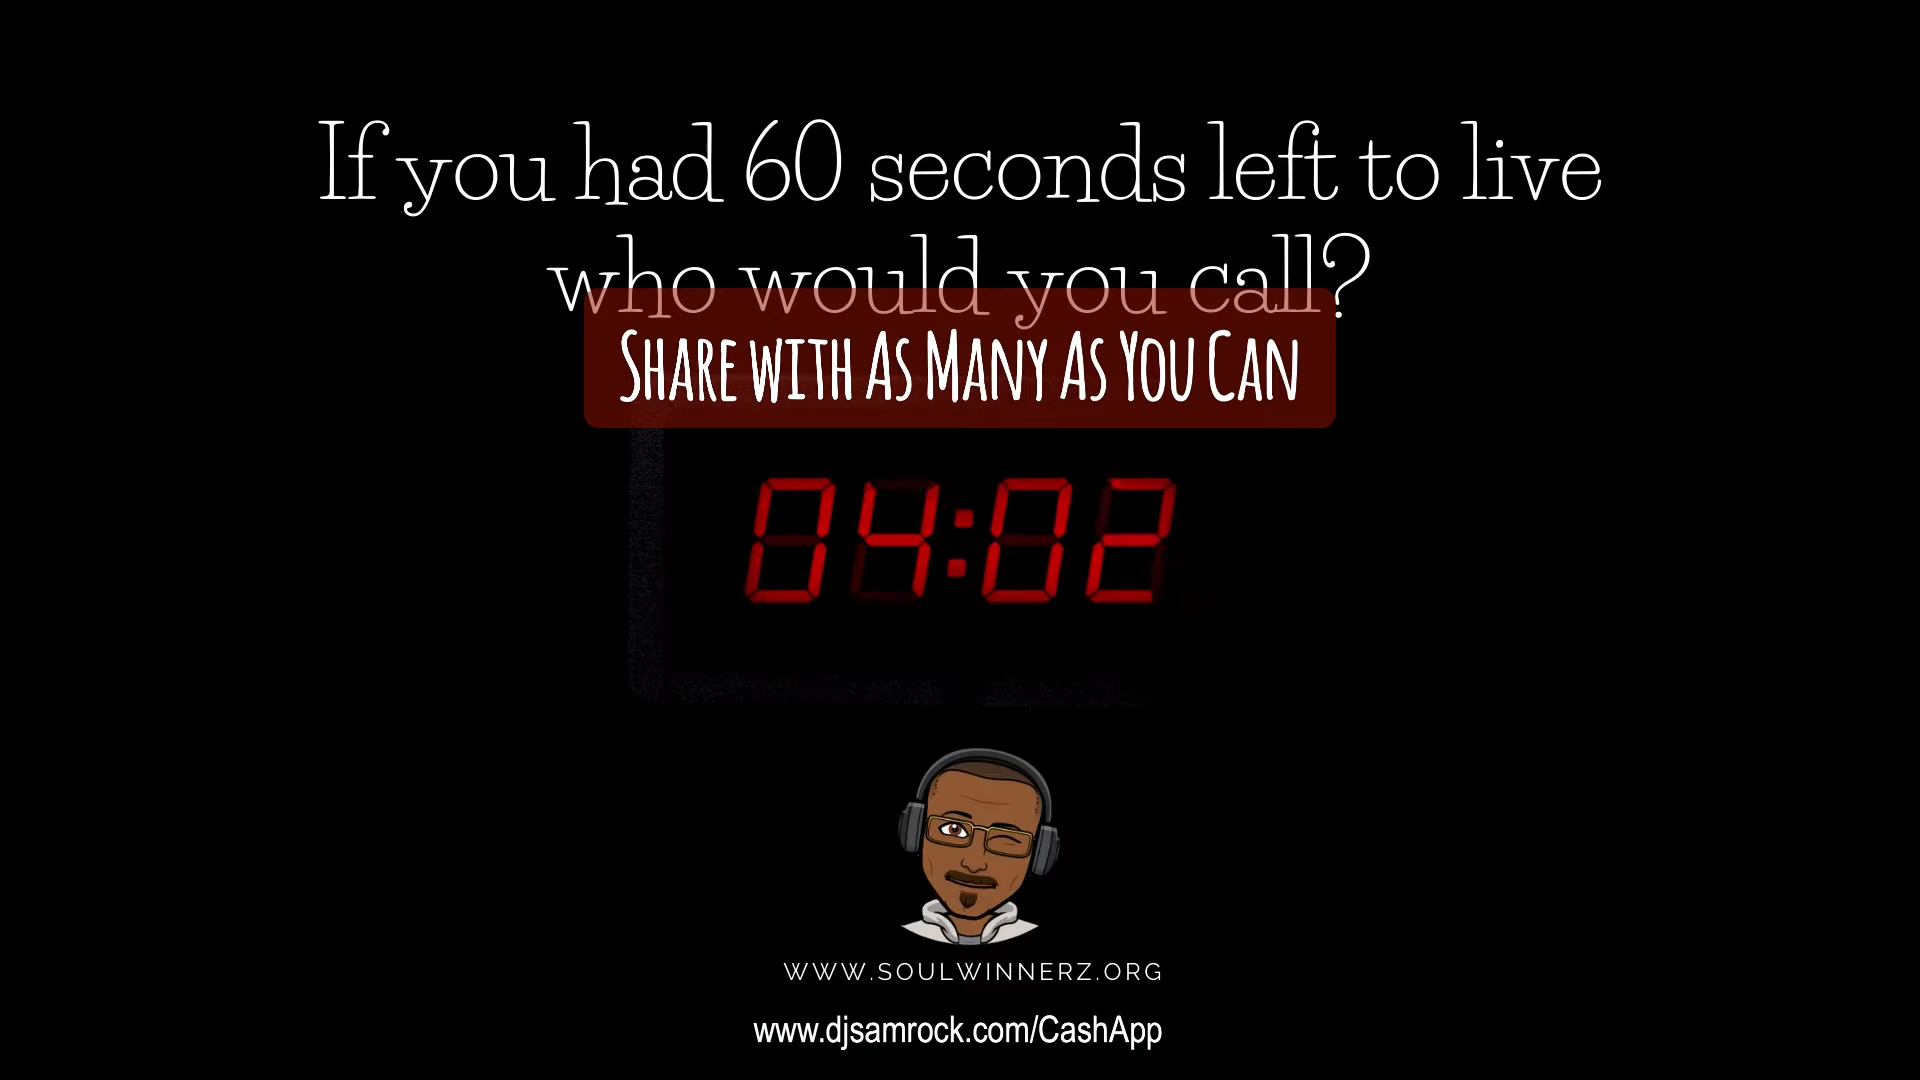 If you had 60 seconds left to live
who would you call?
Share with As Many As You Can
04:02
WWW.SOULWINNERZ.ORG
www.djsamrock.com/CashApp